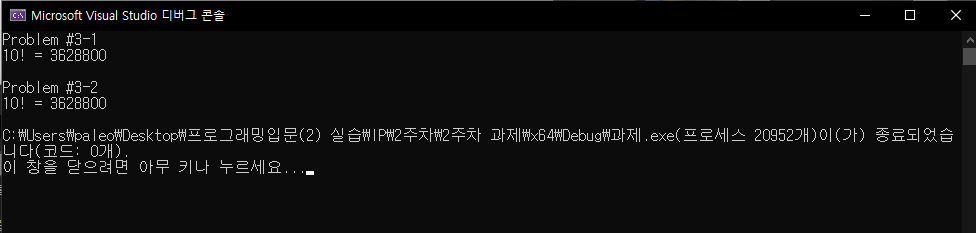 Microsoft Visual Studio 디버그 콘솔
Problem #3-1
10! = 3628800
Problem #3-2
10! = 3628800
C:₩Users₩paleo₩Desktop₩프로그래밍입문(2) 실습₩IP₩2주차₩2주차 과제₩x64₩Debug₩과제.exe(프로세스 20952개)이(가) 종료되었습
니다(코드: 0개).
이 창을 닫으려면 아무 키나 누르세요...